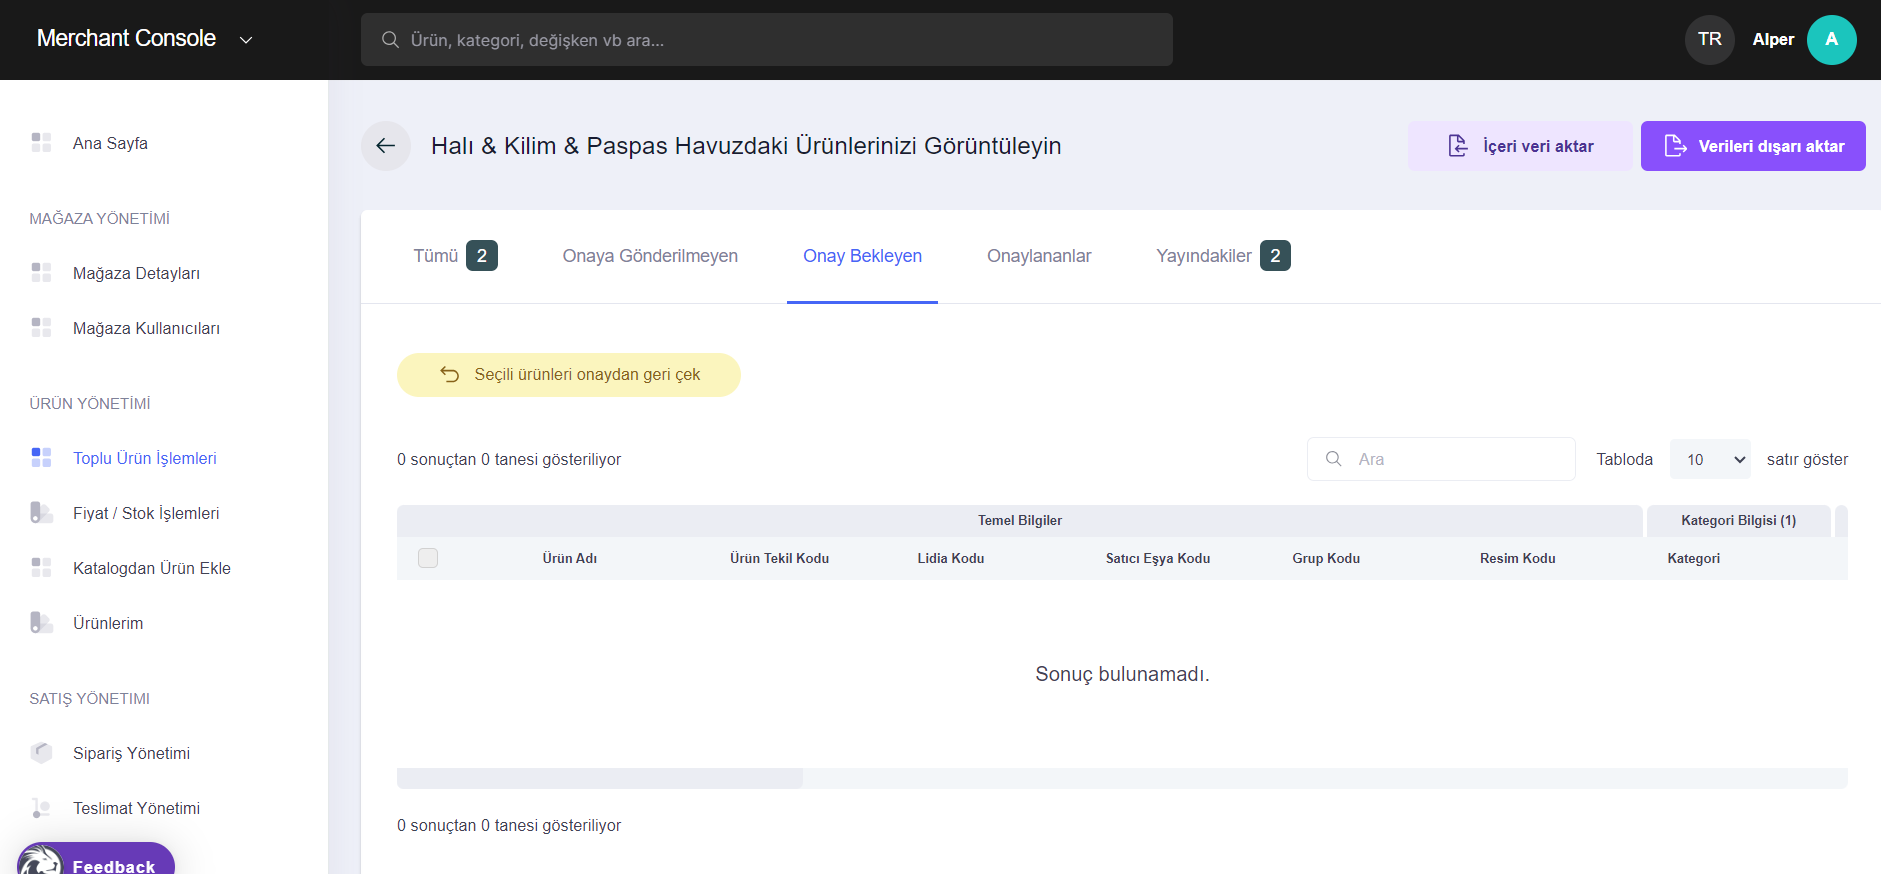 Merchant Console
Ürün, kategori, değişken vb ara...
TR
Alper
A
Ana Sayfa
MAĞAZA YÖNETİMİ
Mağaza Detayları
Mağaza Kullanıcıları
ÜRÜN YÖNETİMİ
Toplu Ürün İşlemleri
Fiyat / Stok İşlemleri
Katalogdan Ürün Ekle
Ürünlerim
SATIŞ YÖNETIMI
Sipariş Yönetimi
Teslimat Yönetimi
Feedback
Halı & Kilim & Paspas Havuzdaki Ürünlerinizi Görüntüleyin
İçeri veri aktar
Verileri dışarı aktar
Tümü 2
Onaya Gönderilmeyen
Onay Bekleyen
Onaylananlar
Yayındakiler 2
Seçili ürünleri onaydan geri çek
0 sonuçtan 0 tanesi gösteriliyor
Ara
Tabloda 10 satır göster
Temel Bilgiler
Kategori Bilgisi (1)
Ürün Adı
Ürün Tekil Kodu
Lidia Kodu
Satıcı Eşya Kodu
Grup Kodu
Resim Kodu
Kategori
Sonuç bulunamadı.
0 sonuçtan 0 tanesi gösteriliyor